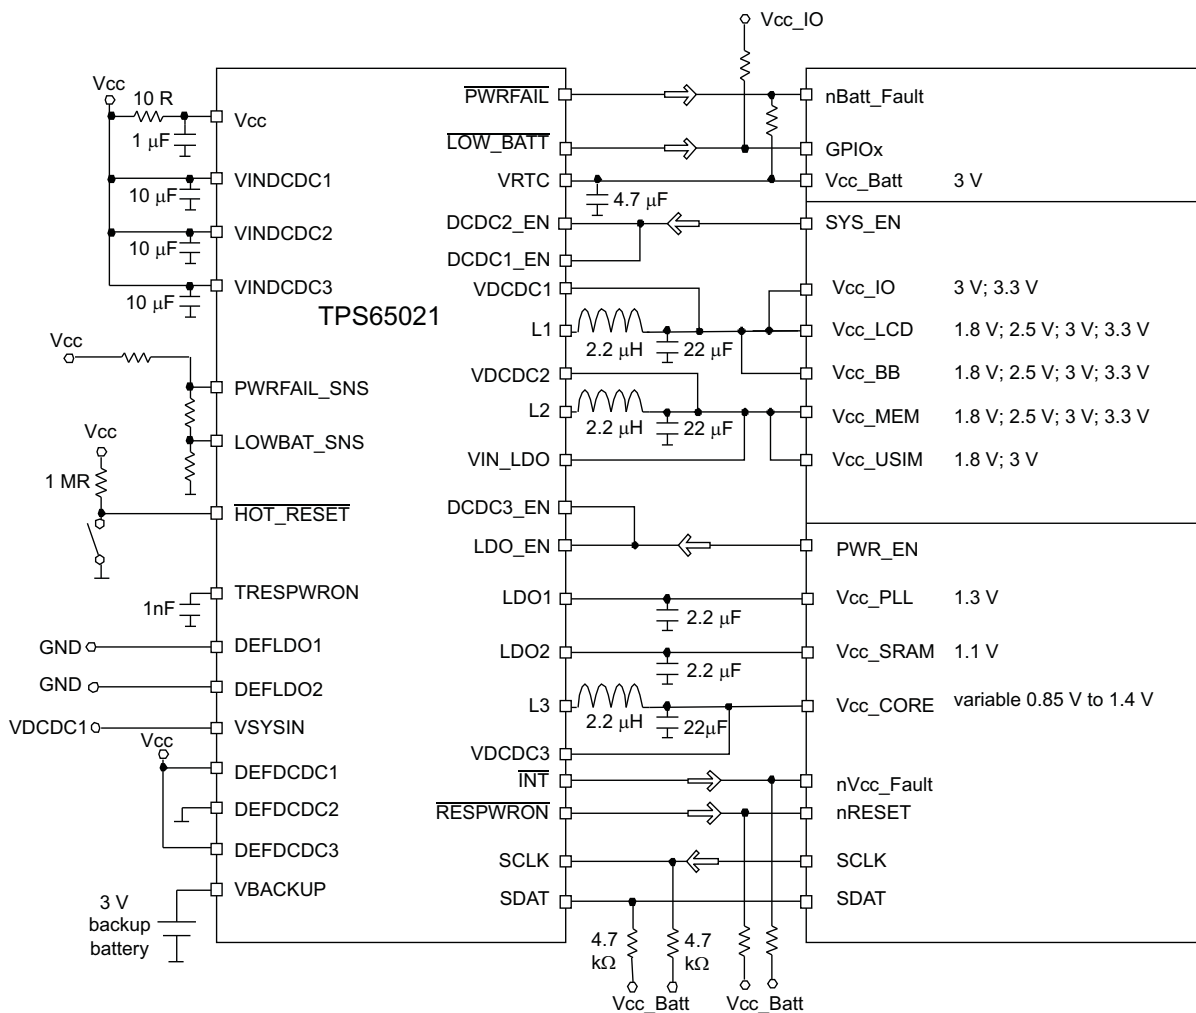 Vcc_IO
Vcc
10 R
1 μF
Vcc
10 μF
VINDCDC1
10 μF
VINDCDC2
10 μF
VINDCDC3
TPS65021
Vcc
PWRFAIL_SNS
LOWBAT_SNS
Vcc
1 MR
HOT_RESET
1nF
TRESPWRON
GND
DEFLDO1
GND
DEFLDO2
VDCDC1
VSYSIN
Vcc
DEFDCDC1
DEFDCDC2
DEFDCDC3
VBACKUP
3 V
backup
battery
PWRFAIL
LOW_BATT
VRTC
4.7 μF
DCDC2_EN
DCDC1_EN
VDCDC1
L1
2.2 μH
22 μF
VDCDC2
L2
2.2 μH
22 μF
VIN_LDO
DCDC3_EN
LDO_EN
LDO1
2.2 μF
LDO2
2.2 μF
L3
2.2 μH
22μF
VDCDC3
INT
RESPWRON
SCLK
SDAT
4.7
kΩ
4.7
kΩ
Vcc_Batt
Vcc_Batt
nBatt_Fault
GPIOx
Vcc_Batt 3 V
SYS_EN
Vcc_IO 3 V; 3.3 V
Vcc_LCD 1.8 V; 2.5 V; 3 V; 3.3 V
Vcc_BB 1.8 V; 2.5 V; 3 V; 3.3 V
Vcc_MEM 1.8 V; 2.5 V; 3 V; 3.3 V
Vcc_USIM 1.8 V; 3 V
PWR_EN
Vcc_PLL 1.3 V
Vcc_SRAM 1.1 V
Vcc_CORE variable 0.85 V to 1.4 V
nVcc_Fault
nRESET
SCLK
SDAT